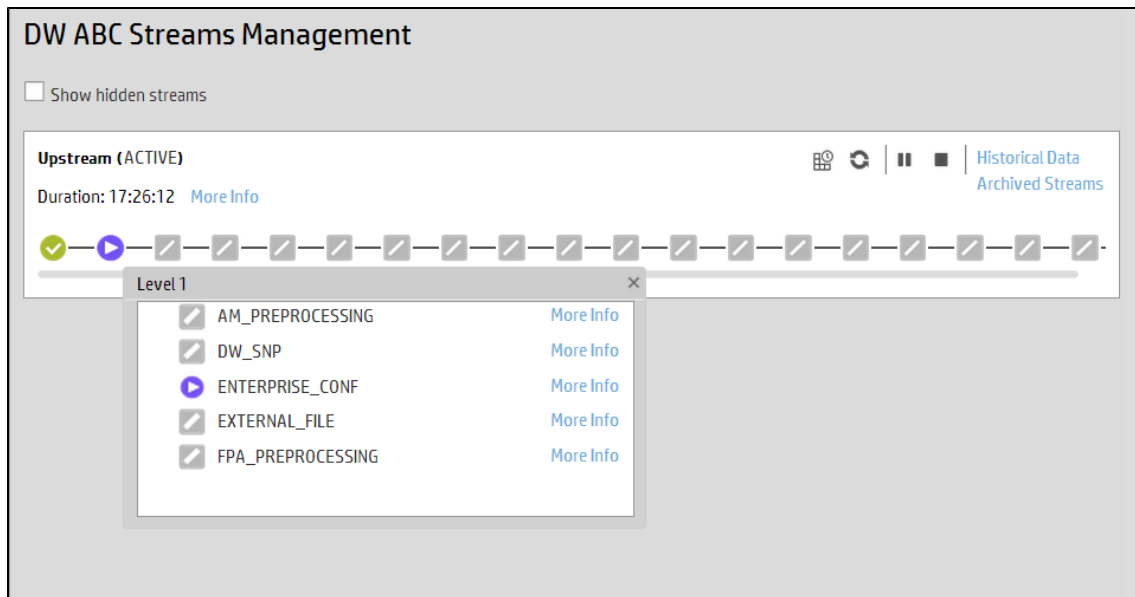 DW ABC Streams Management
Show hidden streams
Upstream (ACTIVE)
Historical Data
Archived Streams
Duration: 17:26:12 More Info
Level 1
AM_PREPROCESSING More Info
DW_SNP More Info
ENTERPRISE_CONF More Info
EXTERNAL_FILE More Info
FPA_PREPROCESSING More Info